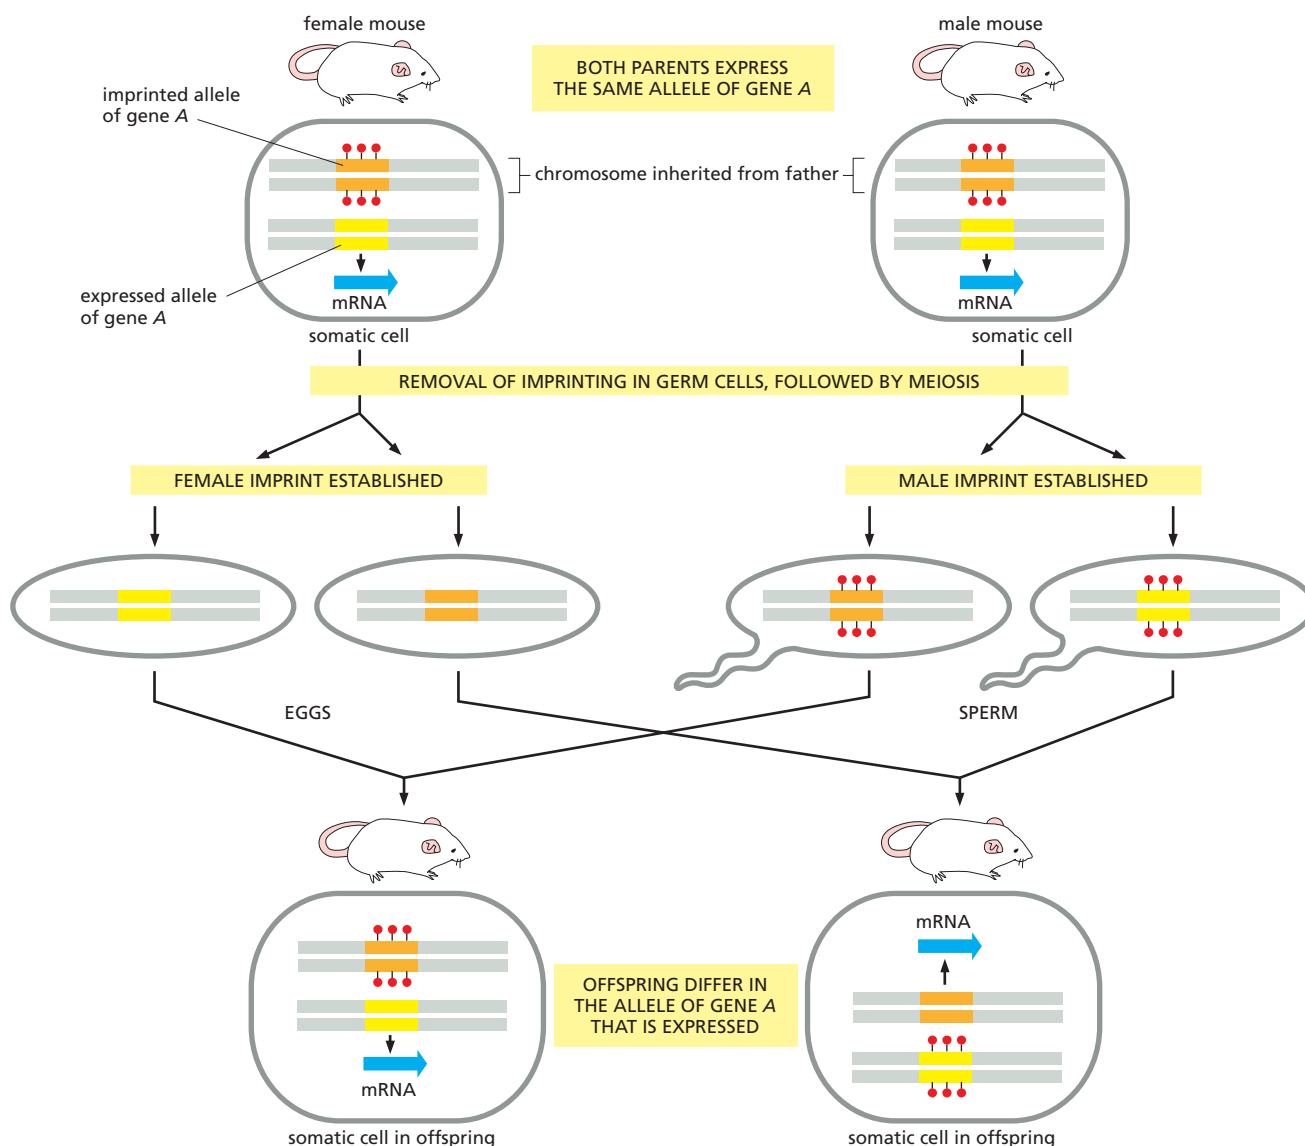 female mouse
male mouse
BOTH PARENTS EXPRESS
THE SAME ALLELE OF GENE A
imprinted allele
of gene A
chromosome inherited from father
expressed allele
of gene A
mRNA
mRNA
somatic cell
somatic cell
REMOVAL OF IMPRINTING IN GERM CELLS, FOLLOWED BY MEIOSIS
FEMALE IMPRINT ESTABLISHED
MALE IMPRINT ESTABLISHED
EGGS
SPERM
mRNA
OFFSPRING DIFFER IN
THE ALLELE OF GENE A
THAT IS EXPRESSED
mRNA
somatic cell in offspring
somatic cell in offspring